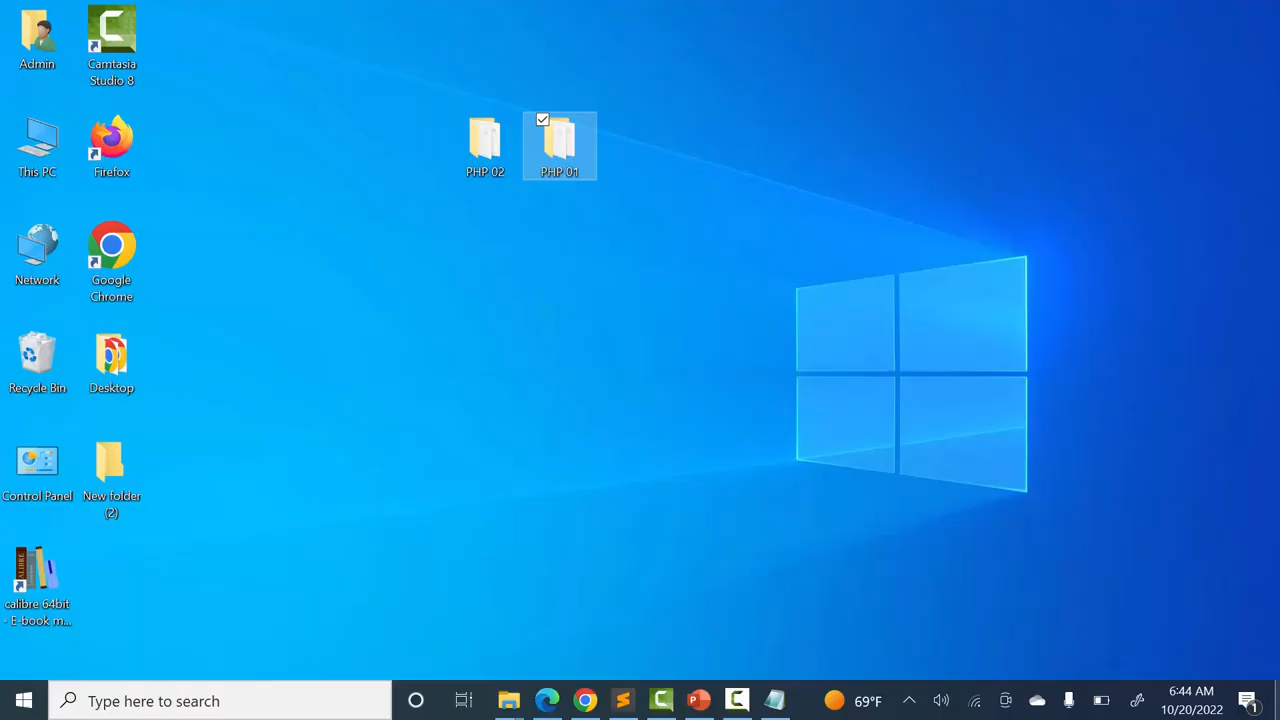 Admin
Camtasia
Studio 8
This PC
Firefox
PHP 02
PHP 01
Network
Google
Chrome
Recycle Bin
Desktop
Control Panel
New folder
(2)
calibre 64bit
- E-book m...
Type here to search
69°F
6:44 AM
10/20/2022
1